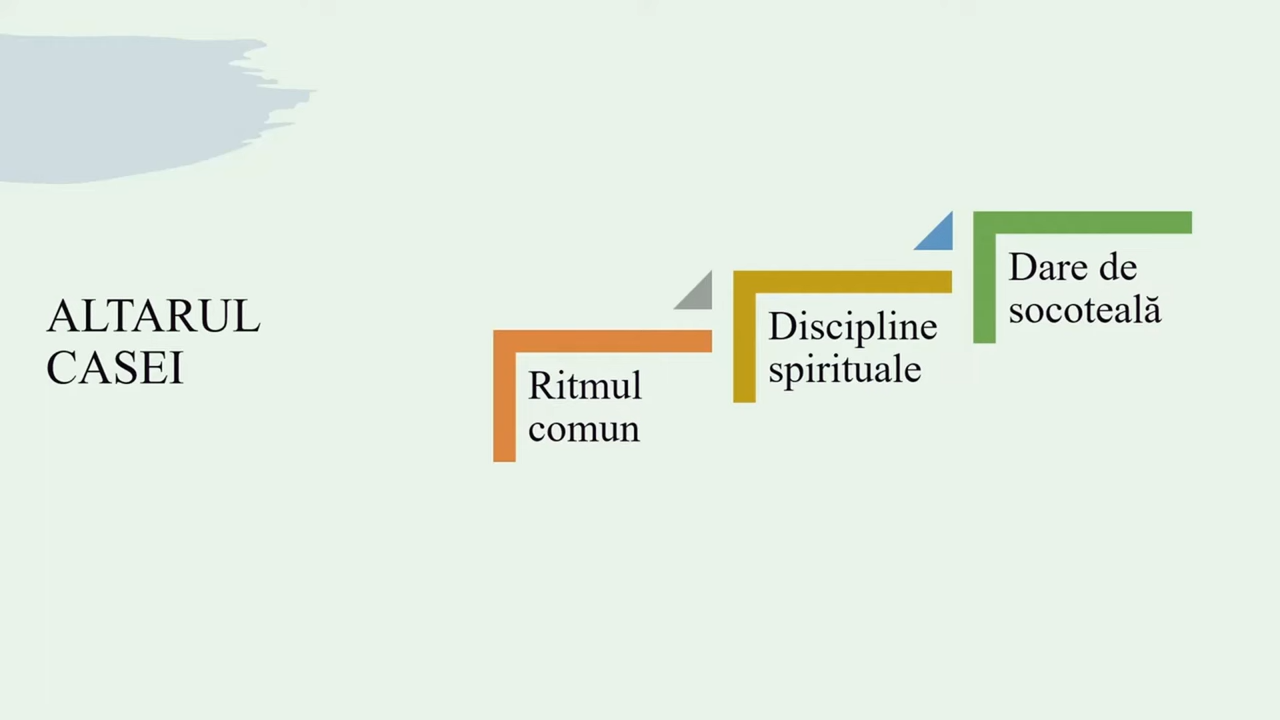 ALTARUL
CASEI
Ritmul
comun
Discipline
spirituale
Dare de
socoteală